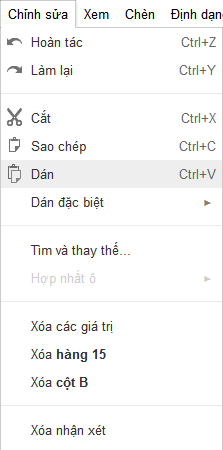 Chỉnh sửa Xem Chèn Định dạng
Hoàn tác Ctrl+Z
Làm lại Ctrl+Y
Cắt Ctrl+X
Sao chép Ctrl+C
Dán Ctrl+V
Dán đặc biệt
Tìm và thay thế...
Hợp nhất ô
Xóa các giá trị
Xóa hàng 15
Xóa cột B
Xóa nhận xét